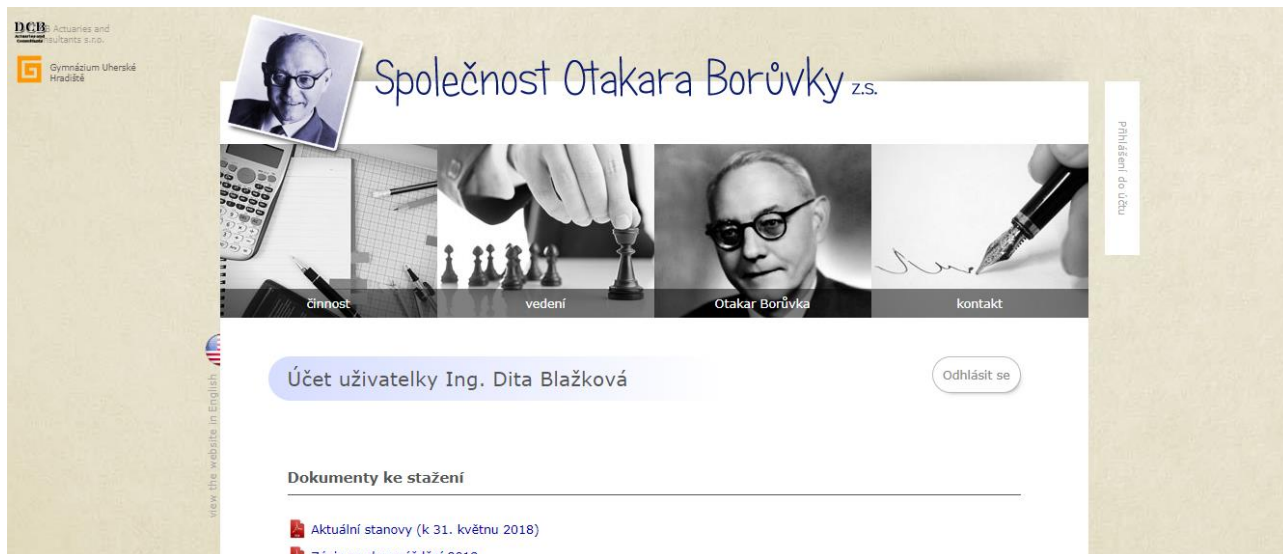 DCB Actuaries and
Consultants s.r.o.
Gymnázium Uherské
Hradiště
Společnost Otakara Borůvky z.s.
Přihlášení do účtu
činnost
vedení
Otakar Borůvka
kontakt
view the website in English
Účet uživatelky Ing. Dita Blažková
Odhlásit se
Dokumenty ke stažení
Aktuální stanovy (k 31. květnu 2018)